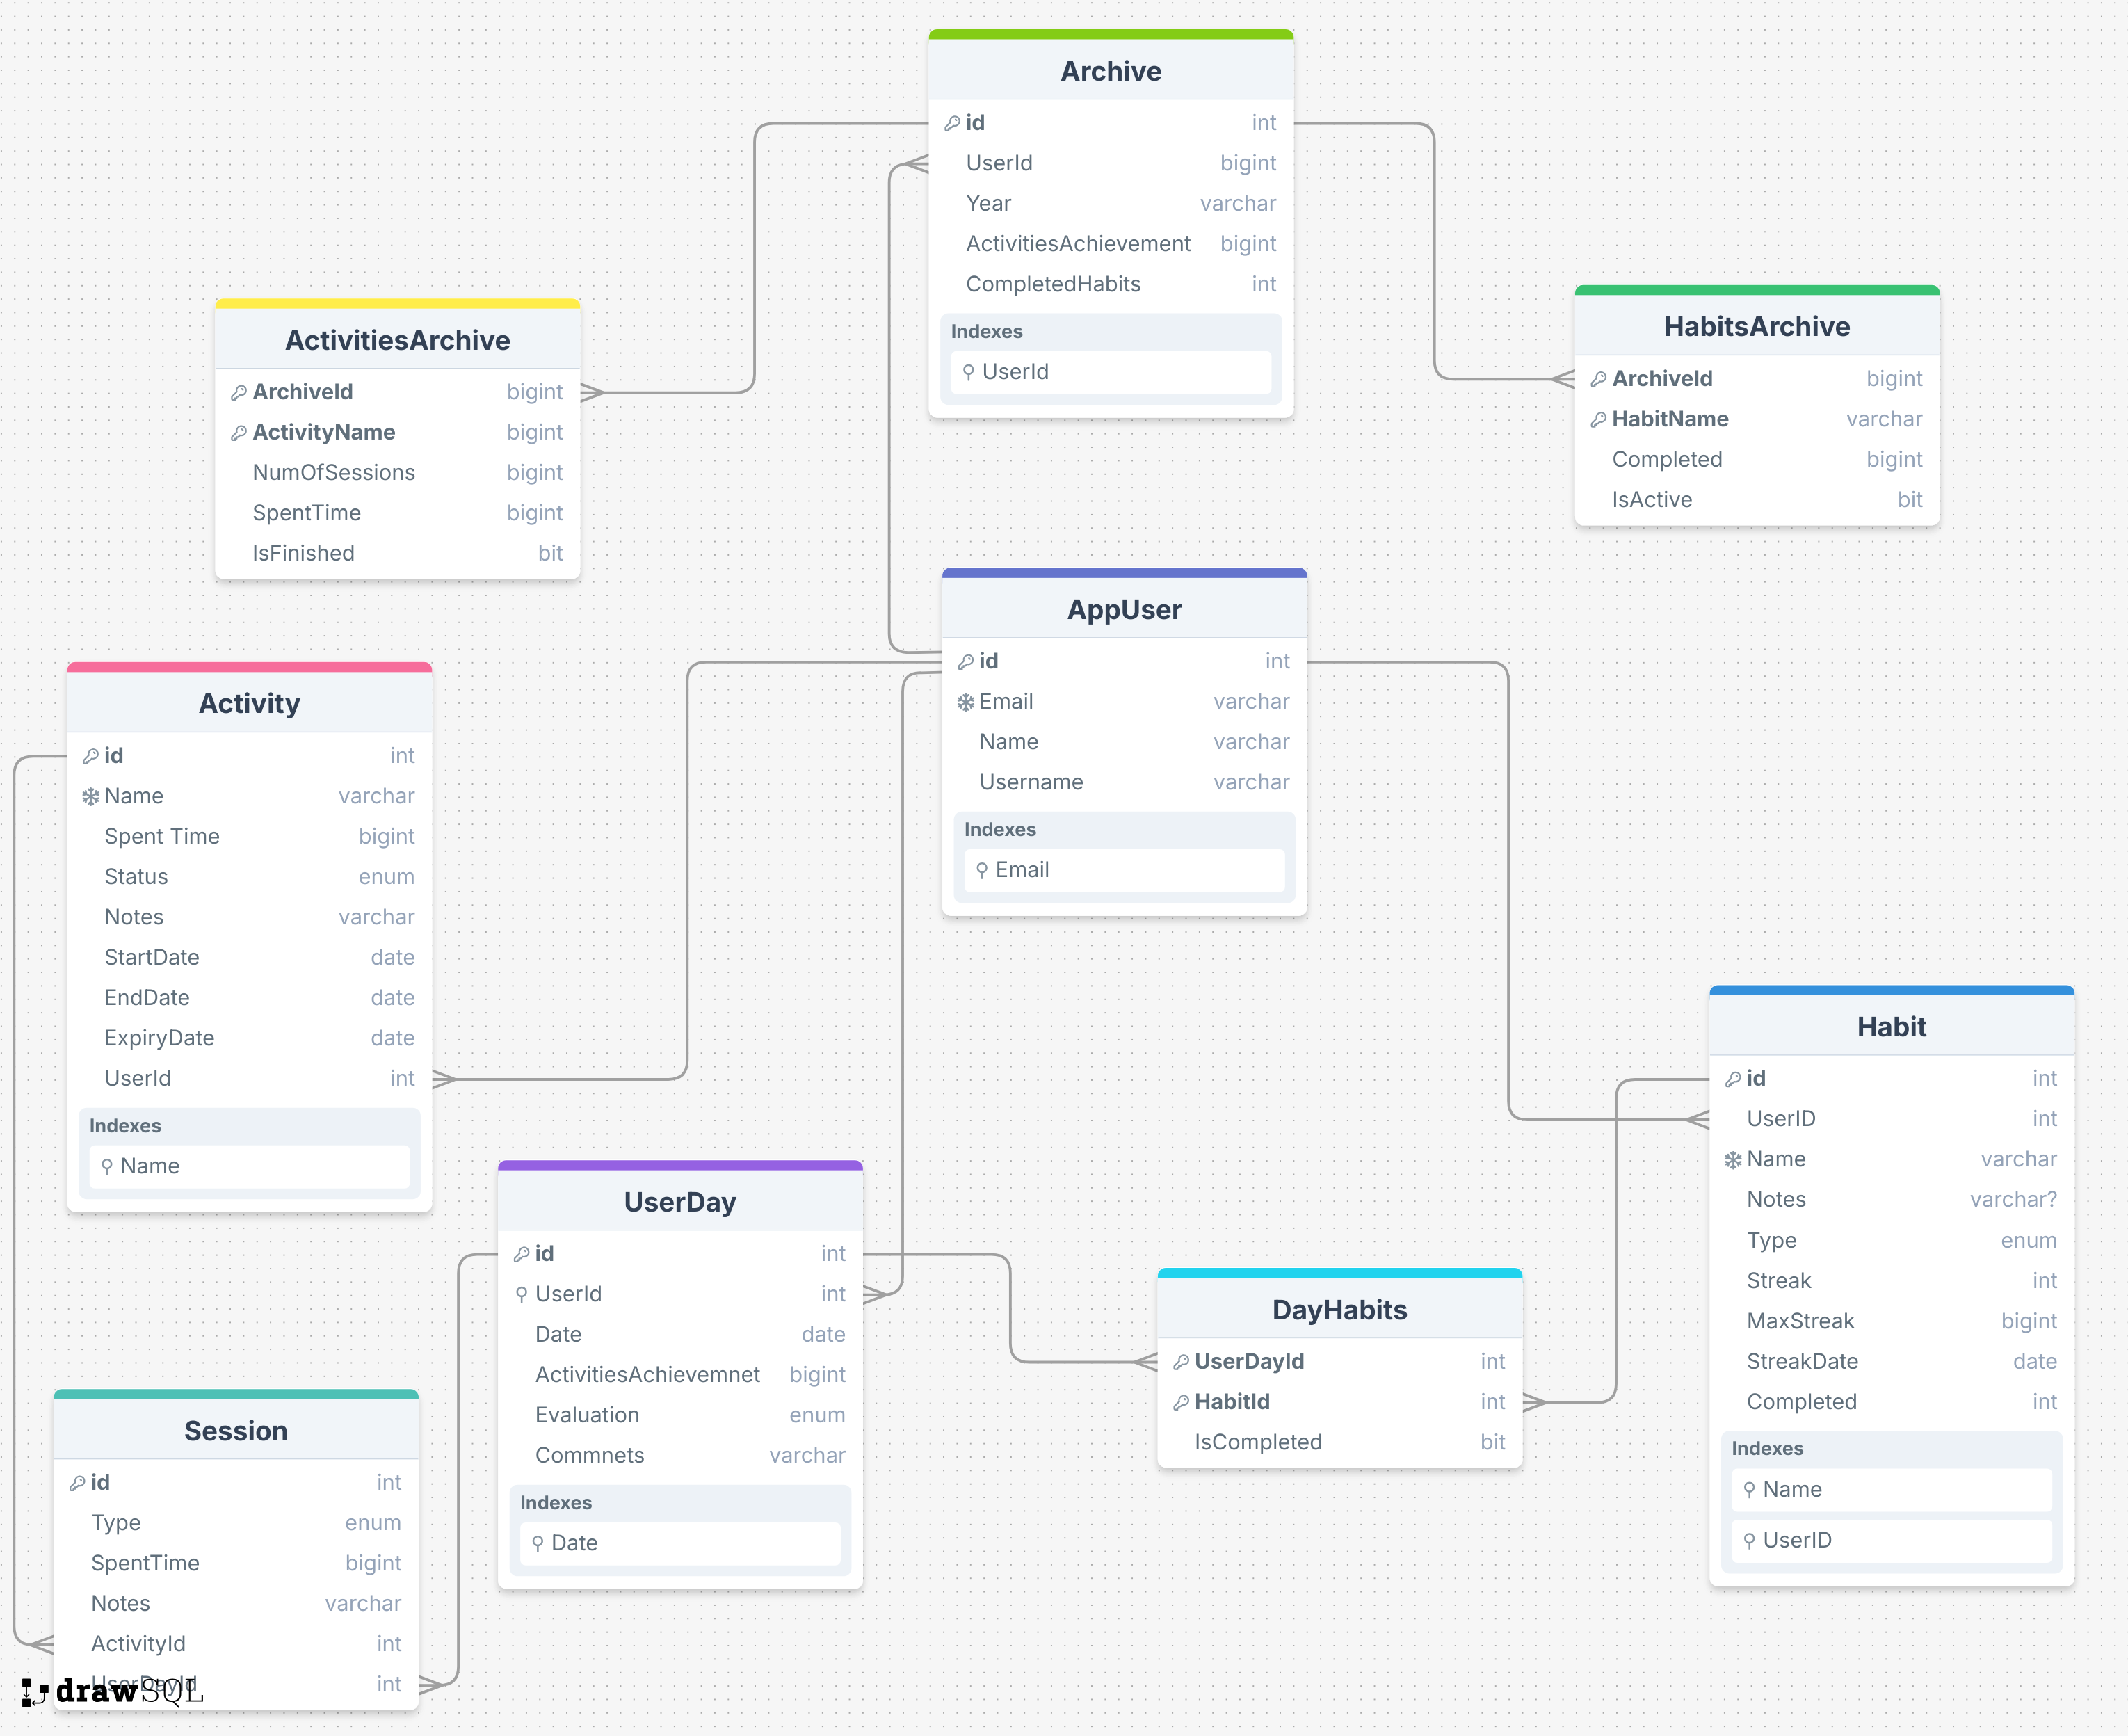 Archive
id int
UserId bigint
Year varchar
ActivitiesAchievement bigint
CompletedHabits int
Indexes
UserId
ActivitiesArchive
ArchiveId bigint
ActivityName bigint
NumOfSessions bigint
SpentTime bigint
IsFinished bit
HabitsArchive
ArchiveId bigint
HabitName varchar
Completed bigint
IsActive bit
AppUser
id int
Email varchar
Name varchar
Username varchar
Indexes
Email
Activity
id int
Name varchar
Spent Time bigint
Status enum
Notes varchar
StartDate date
EndDate date
ExpiryDate date
UserId int
Indexes
Name
Habit
id int
UserID int
Name varchar
Notes varchar?
Type enum
Streak int
MaxStreak bigint
StreakDate date
Completed int
Indexes
Name
UserID
UserDay
id int
UserId int
Date date
ActivitiesAchievemnet bigint
Evaluation enum
Commnets varchar
Indexes
Date
DayHabits
UserDayId int
HabitId int
IsCompleted bit
Session
id int
Type enum
SpentTime bigint
Notes varchar
ActivityId int
UserDayId int
drawSQL